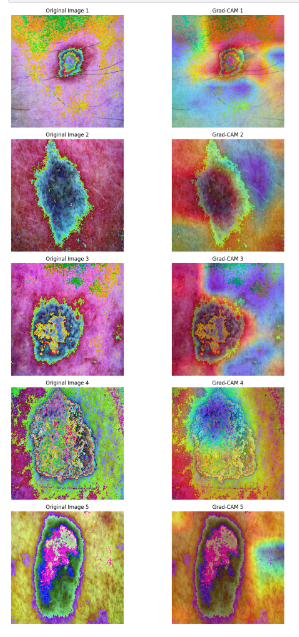 Original Image 1
Grad-CAM 1
Original Image 2
Grad-CAM 2
Original Image 3
Grad-CAM 3
Original Image 4
Grad-CAM 4
Original Image 5
Grad-CAM 5